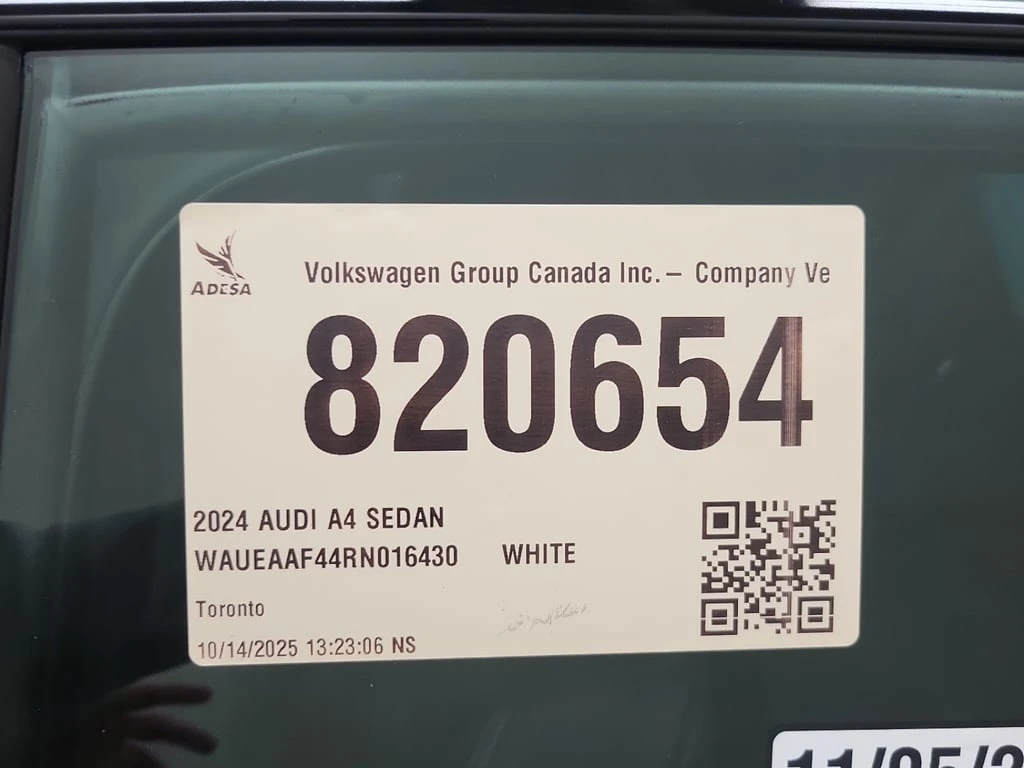 ADESA
Volkswagen Group Canada Inc. – Company Ve
820654
2024 AUDI A4 SEDAN
WAUEAAF44RN016430 WHITE
Toronto
10/14/2025 13:23:06 NS